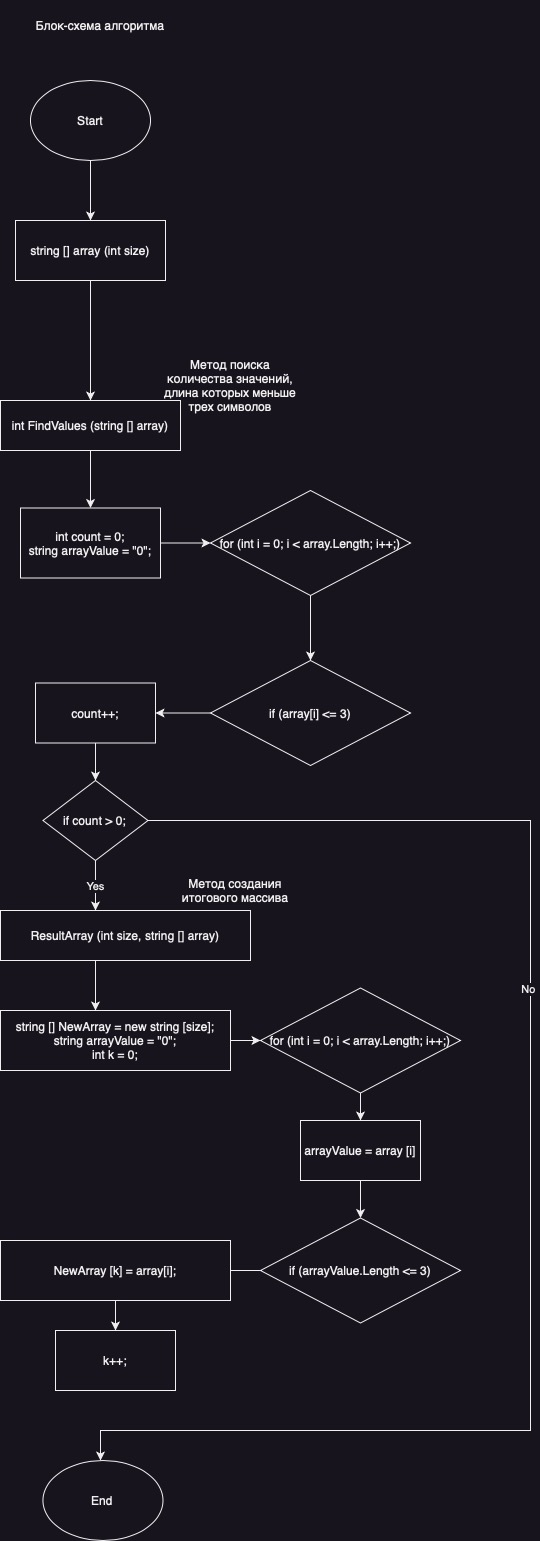 Блок-схема алгоритма
Start
string [] array (int size)
Метод поиска
количества значений,
длина которых меньше
трех символов
int FindValues (string [] array)
int count = 0;
string arrayValue = "0";
for (int i = 0; i < array.Length; i++;)
if (array[i] <= 3)
count++;
if count > 0;
Yes
Метод создания
итогового массива
ResultArray (int size, string [] array)
No
string [] NewArray = new string [size];
string arrayValue = "0";
int k = 0;
for (int i = 0; i < array.Length; i++;)
arrayValue = array [i]
if (arrayValue.Length <= 3)
NewArray [k] = array[i];
k++;
End